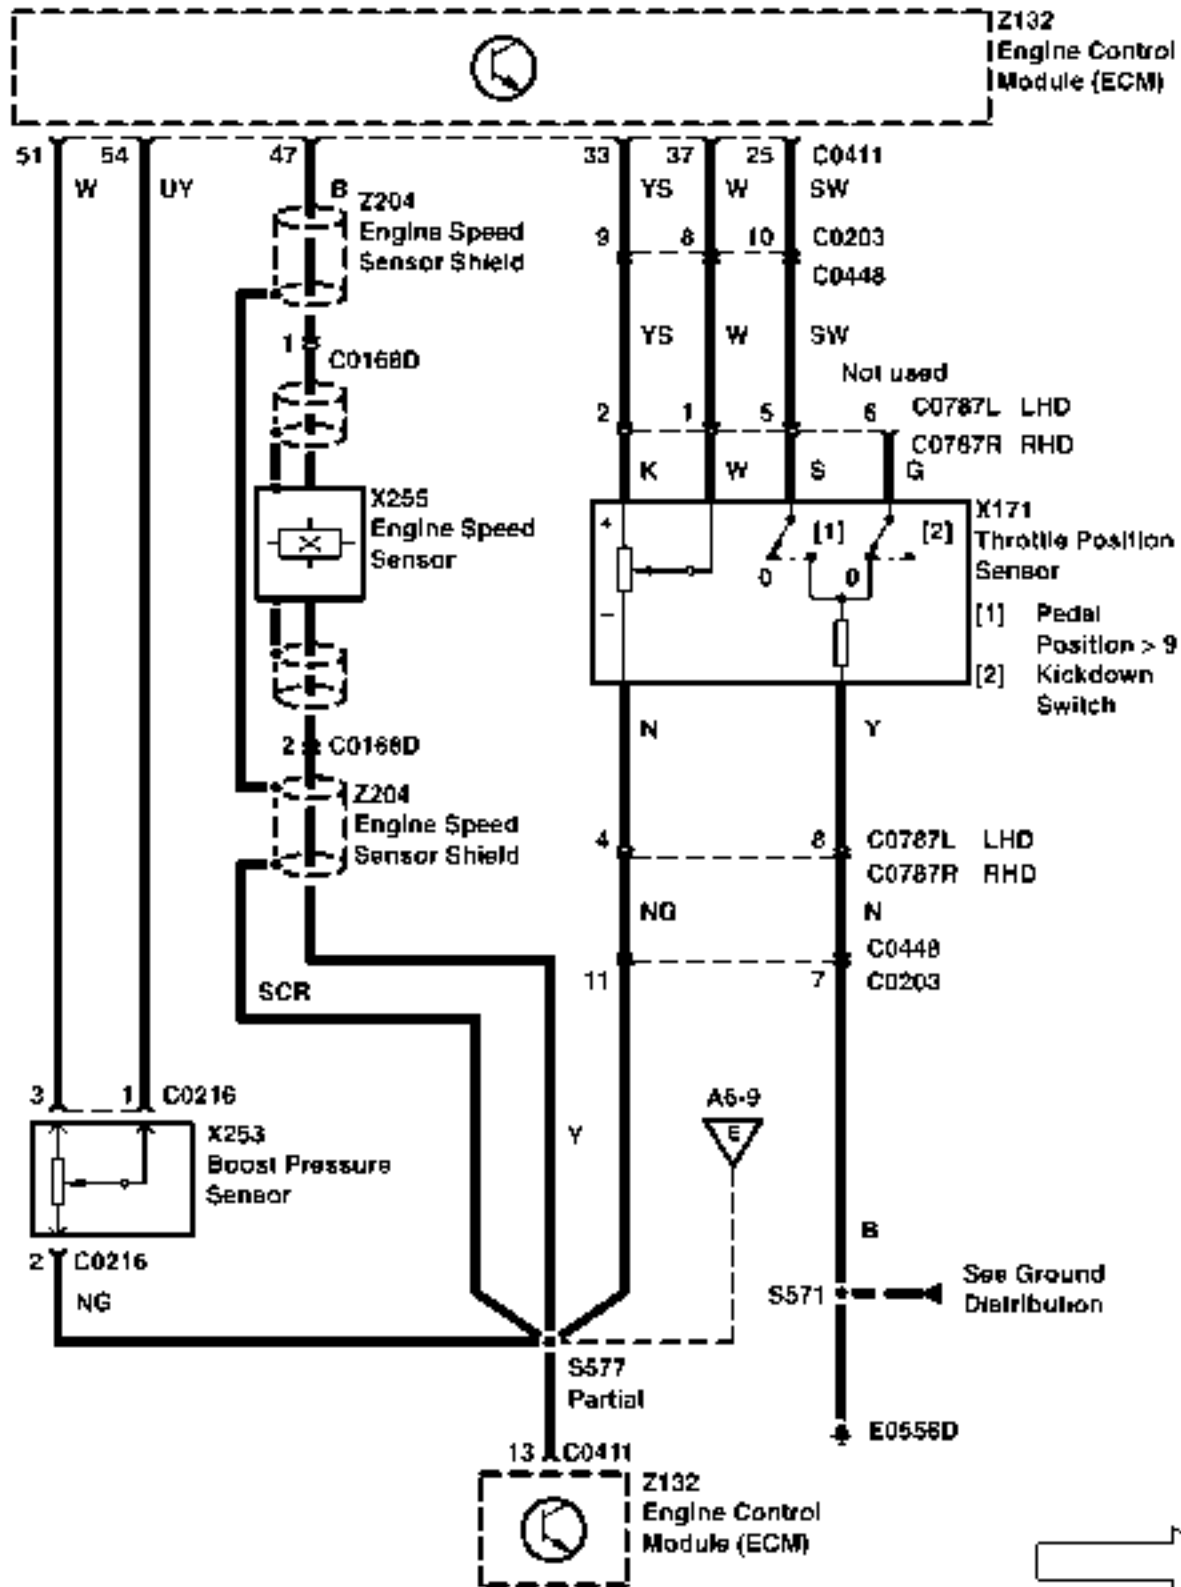 Z132
Engine Control
Module (ECM)
51 54 47 33 37 25 C0411
W UY B YS W SW
Z204
Engine Speed
Sensor Shield
9 8 10 C0203
C0448
1 C0168D
YS W SW
Not used
2 1 5 6 C0787L LHD
C0787R RHD
K W S G
X255
Engine Speed
Sensor
X171
Throttle Position
Sensor
+ [1] [2]
0 0
−
[1] Pedal
Position > 9
[2] Kickdown
Switch
N Y
2 C0168D
Z204
Engine Speed
Sensor Shield
4 8 C0787L LHD
C0787R RHD
NG N
C0448
11 7 C0203
SCR
3 1 C0216
A6-9
E
X253
Boost Pressure
Sensor
Y
2 C0216
NG
B
S571
See Ground
Distribution
S577
Partial
E0556D
13 C0411
Z132
Engine Control
Module (ECM)